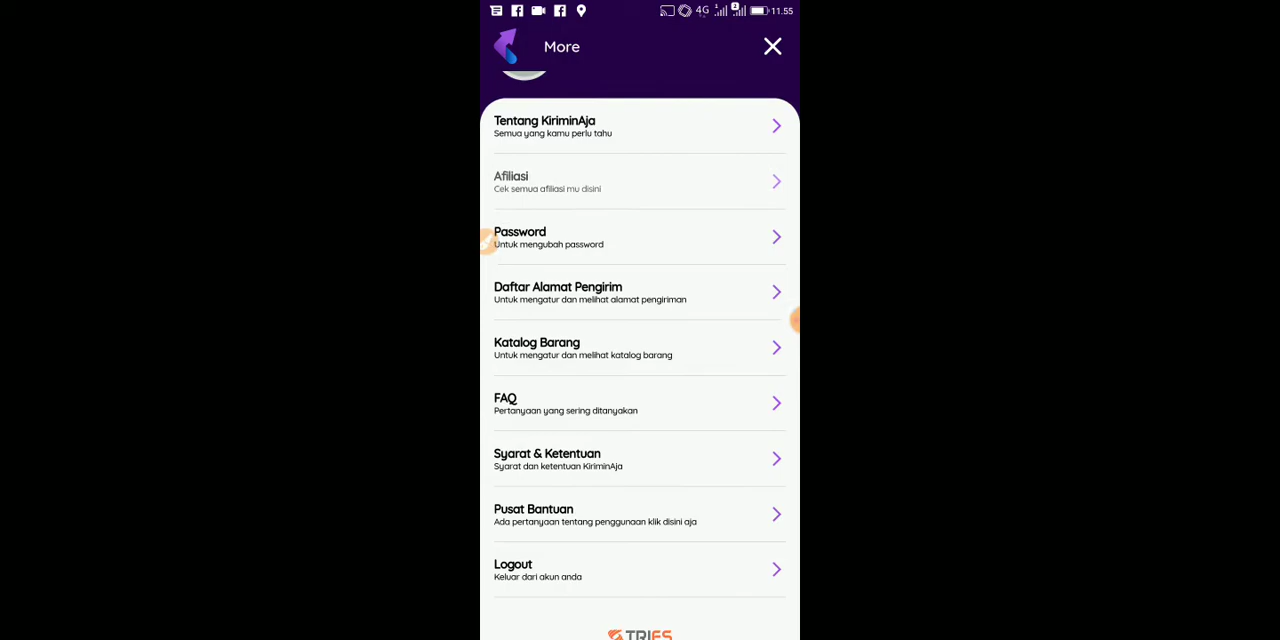 4G 11.55
More
Tentang KiriminAja
Semua yang kamu perlu tahu
Afiliasi
Cek semua afiliasi mu disini
Password
Untuk mengubah password
Daftar Alamat Pengirim
Untuk mengatur dan melihat alamat pengiriman
Katalog Barang
Untuk mengatur dan melihat katalog barang
FAQ
Pertanyaan yang sering ditanyakan
Syarat & Ketentuan
Syarat dan ketentuan KiriminAja
Pusat Bantuan
Ada pertanyaan tentang penggunaan klik disini aja
Logout
Keluar dari akun anda
TRIES